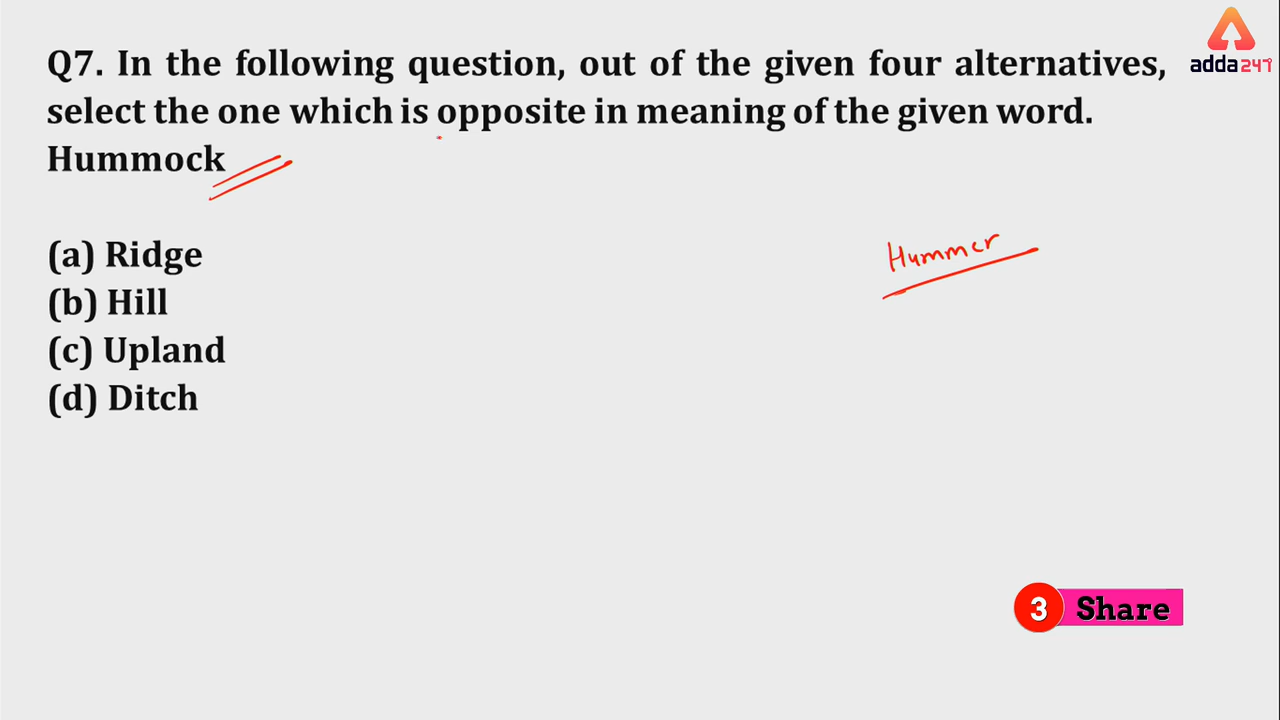 Q7. In the following question, out of the given four alternatives,
select the one which is opposite in meaning of the given word.
Hummock
(a) Ridge
(b) Hill
(c) Upland
(d) Ditch
Hummer
adda247
3 Share